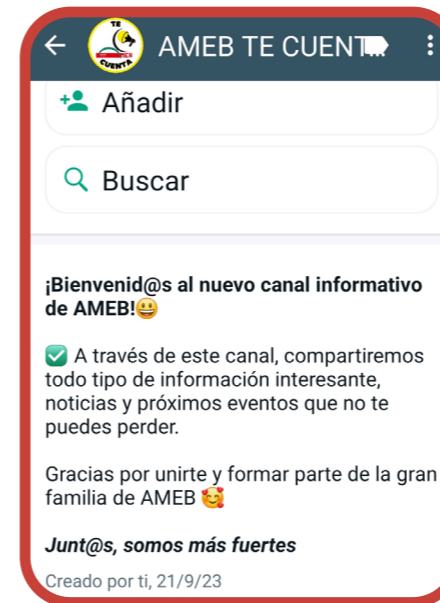 TE
CUENTA
AMEB TE CUENT...
Añadir
Buscar
¡Bienvenid@s al nuevo canal informativo
de AMEB!😀
✅ A través de este canal, compartiremos
todo tipo de información interesante,
noticias y próximos eventos que no te
puedes perder.
Gracias por unirte y formar parte de la gran
familia de AMEB 🥰
Junt@s, somos más fuertes
Creado por ti, 21/9/23